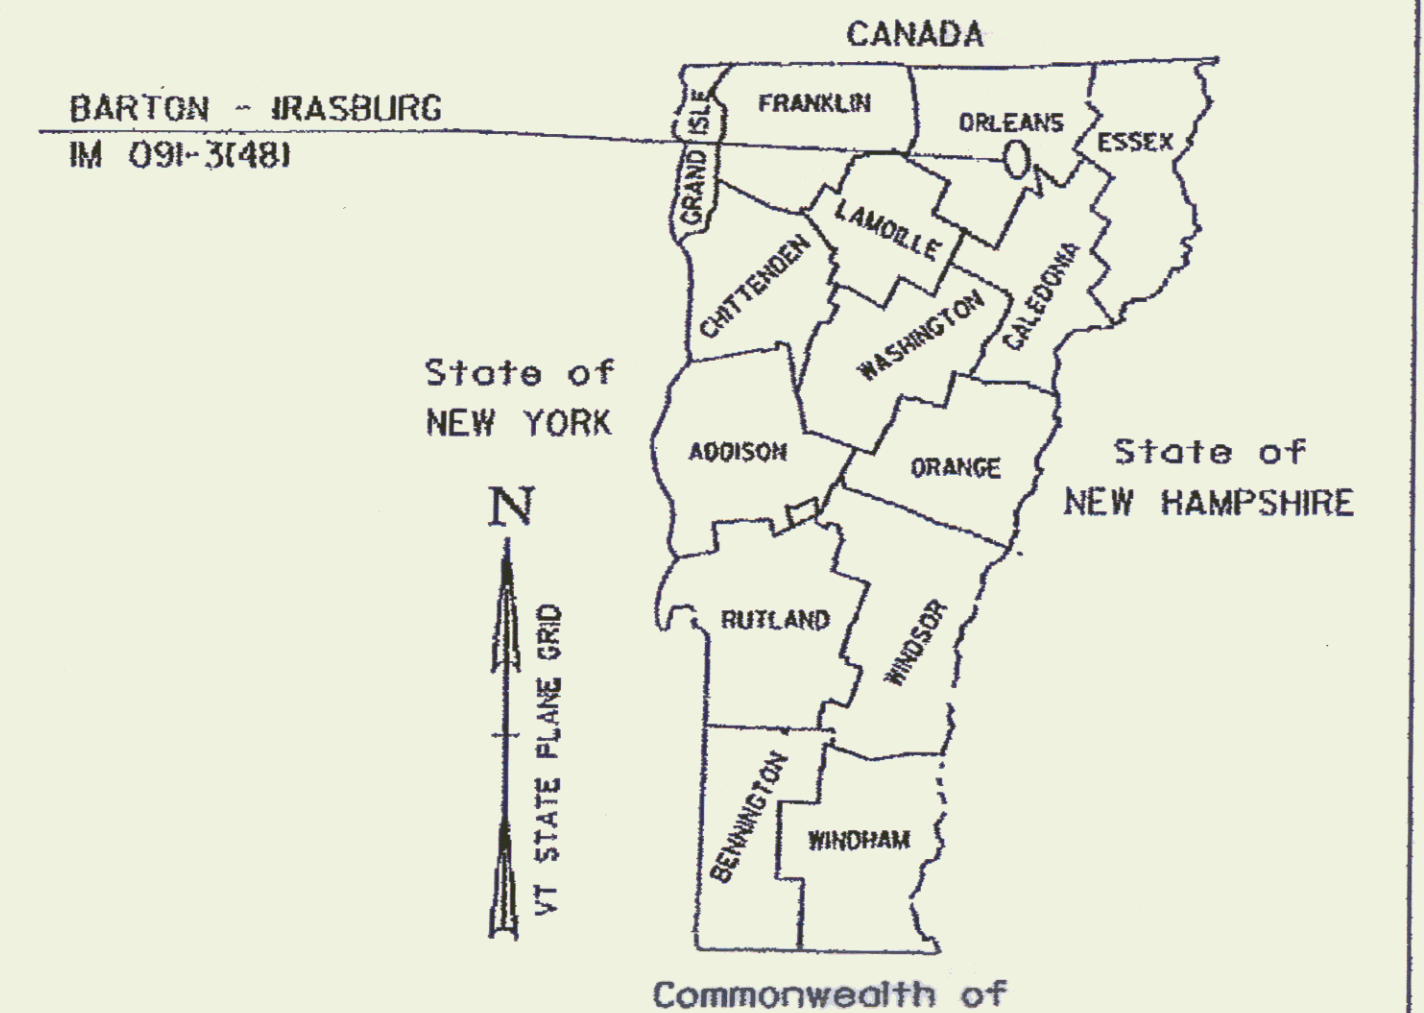 CANADA
BARTON - IRASBURG
IM 091-3(48)
GRAND ISLE
FRANKLIN
ORLEANS
ESSEX
LAMOILLE
CHITTENDEN
WASHINGTON
CALEDONIA
State of
NEW YORK
ADDISON
ORANGE
State of
NEW HAMPSHIRE
N
VT STATE PLANE GRID
RUTLAND
WINDSOR
BENNINGTON
WINDHAM
Commonwealth of